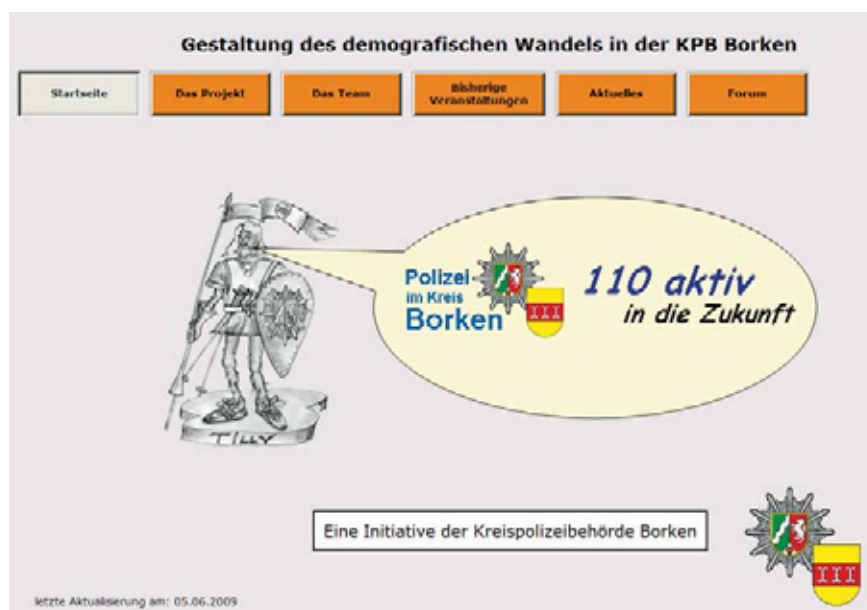 Gestaltung des demografischen Wandels in der KPB Borken
Startseite
Das Projekt
Das Team
Bisherige
Veranstaltungen
Aktuelles
Forum
Polizei
im Kreis
Borken
110 aktiv
in die Zukunft
TILLY
Eine Initiative der Kreispolizeibehörde Borken
letzte Aktualisierung am: 05.06.2009